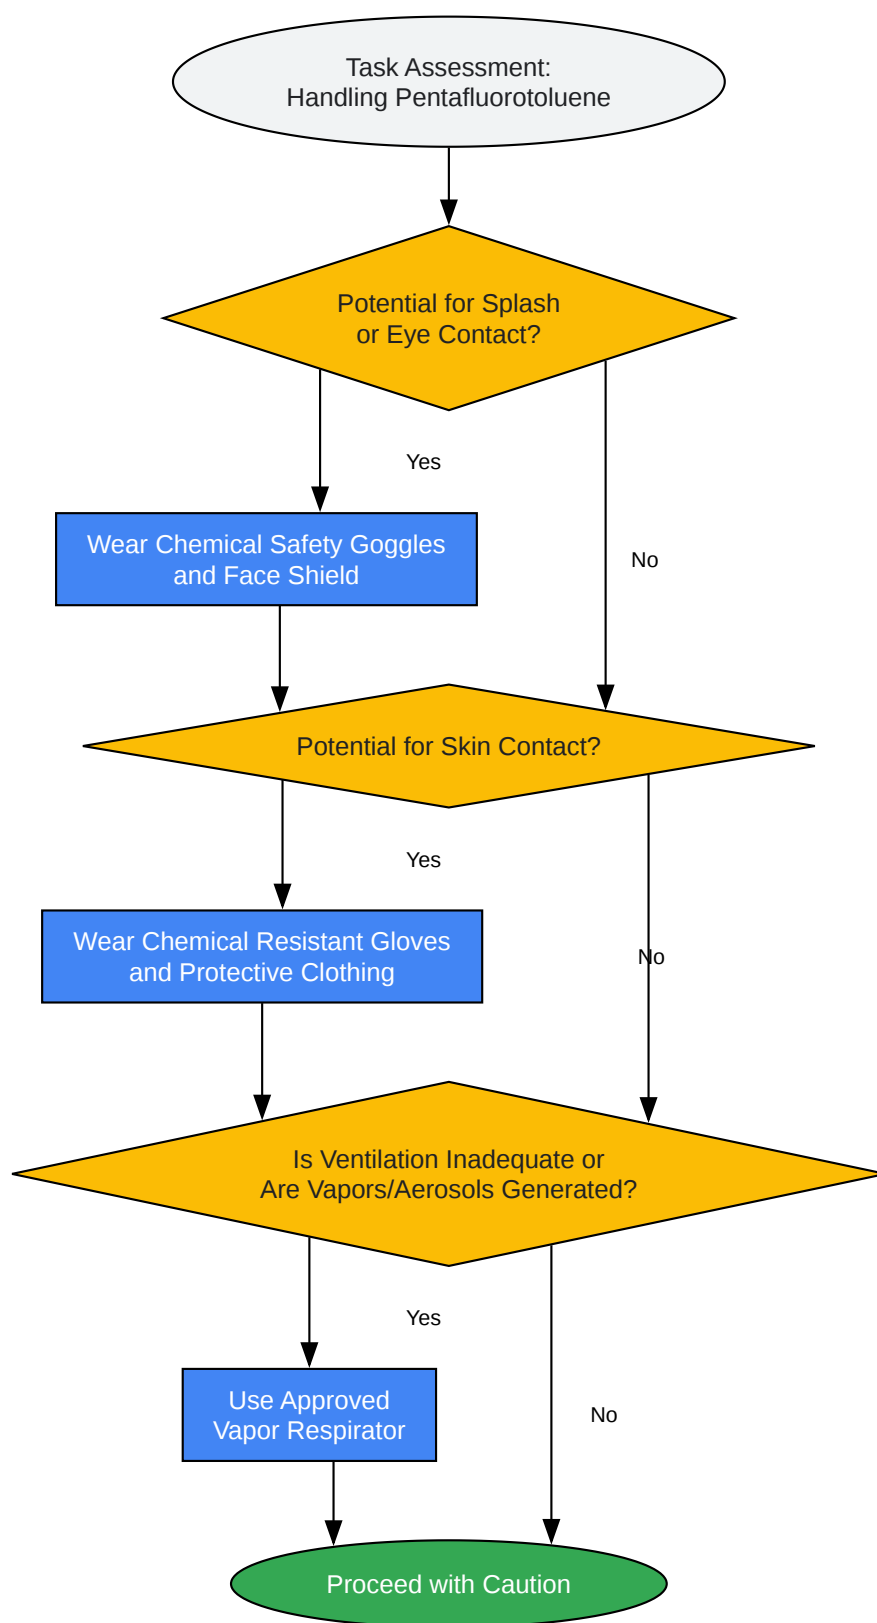 Task Assessment:
Handling Pentafluorotoluene
Potential for Splash
or Eye Contact?
Yes
Wear Chemical Safety Goggles
and Face Shield
No
Potential for Skin Contact?
Yes
Wear Chemical Resistant Gloves
and Protective Clothing
No
Is Ventilation Inadequate or
Are Vapors/Aerosols Generated?
Yes
Use Approved
Vapor Respirator
No
Proceed with Caution